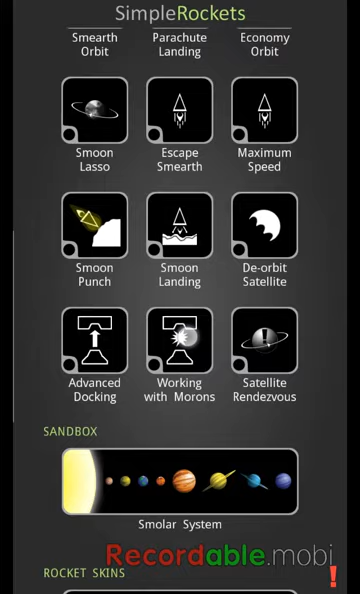 SimpleRockets
Smearth
Orbit
Parachute
Landing
Economy
Orbit
Smoon
Lasso
Escape
Smearth
Maximum
Speed
Smoon
Punch
Smoon
Landing
De-orbit
Satellite
Advanced
Docking
Working
with Morons
Satellite
Rendezvous
SANDBOX
Smolar System
Recordable.mobi
ROCKET SKINS